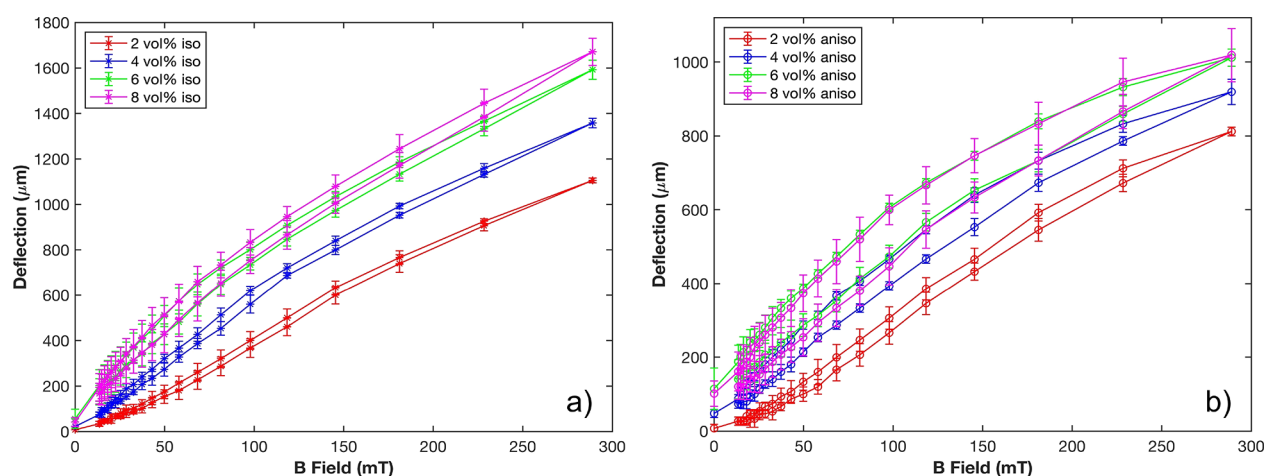 1800
1600
1400
1200
1000
800
600
400
200
0
Deflection (μm)
2 vol% iso
4 vol% iso
6 vol% iso
8 vol% iso
a)
0 50 100 150 200 250 300
B Field (mT)
1000
800
600
400
200
0
Deflection (μm)
2 vol% aniso
4 vol% aniso
6 vol% aniso
8 vol% aniso
b)
0 50 100 150 200 250 300
B Field (mT)